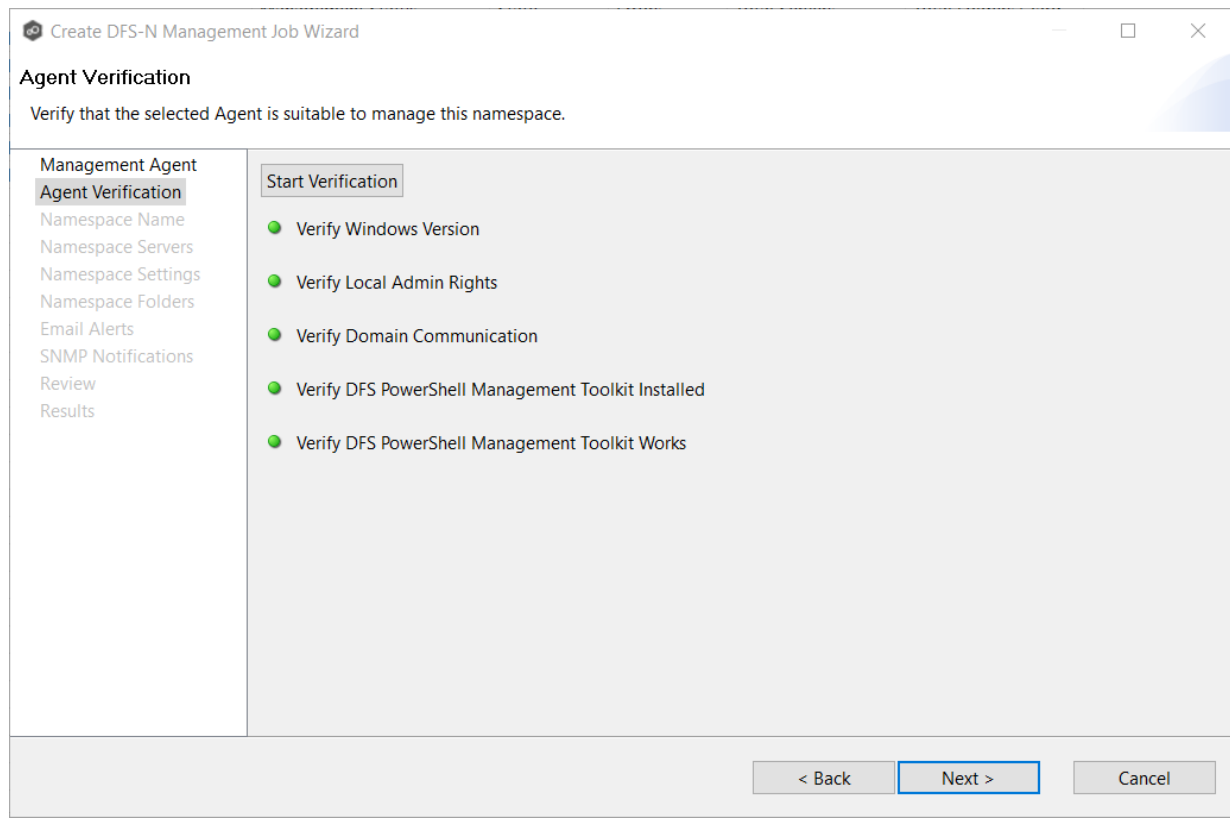 Create DFS-N Management Job Wizard
Agent Verification
Verify that the selected Agent is suitable to manage this namespace.
Management Agent
Agent Verification
Namespace Name
Namespace Servers
Namespace Settings
Namespace Folders
Email Alerts
SNMP Notifications
Review
Results
Start Verification
Verify Windows Version
Verify Local Admin Rights
Verify Domain Communication
Verify DFS PowerShell Management Toolkit Installed
Verify DFS PowerShell Management Toolkit Works
< Back
Next >
Cancel